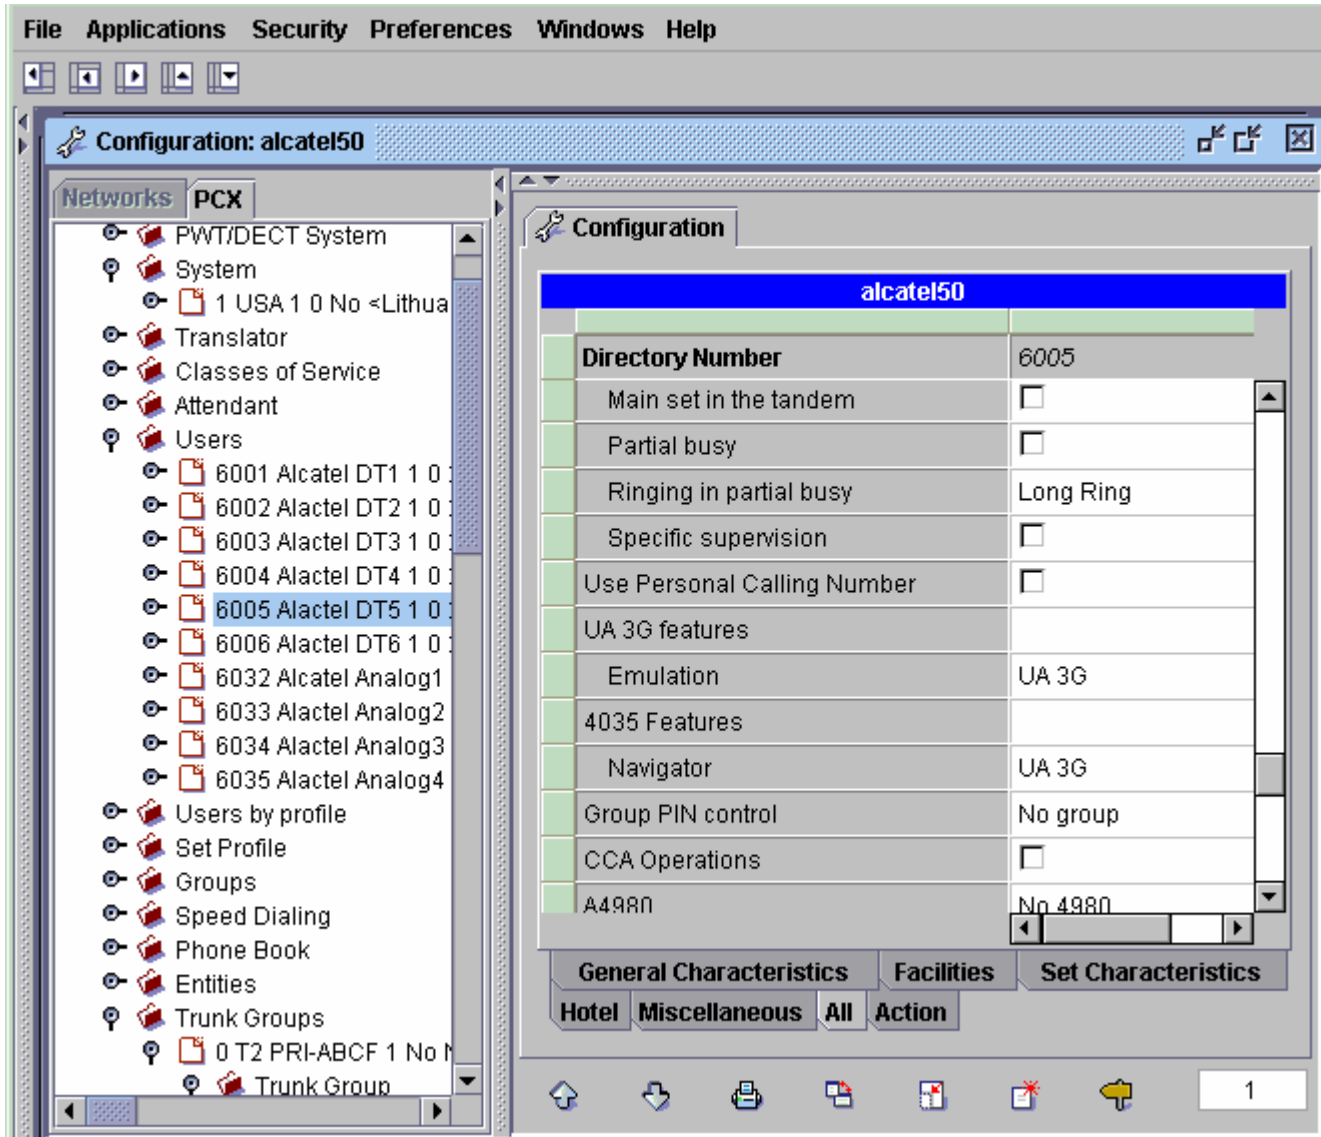 File Applications Security Preferences Windows Help
Configuration: alcatel50
Networks PCX
PWT/DECT System
System
1 USA 1 0 No <Lithua
Translator
Classes of Service
Attendant
Users
6001 Alcatel DT1 1 0
6002 Alactel DT2 1 0
6003 Alactel DT3 1 0
6004 Alactel DT4 1 0
6005 Alactel DT5 1 0
6006 Alactel DT6 1 0
6032 Alcatel Analog1
6033 Alactel Analog2
6034 Alactel Analog3
6035 Alactel Analog4
Users by profile
Set Profile
Groups
Speed Dialing
Phone Book
Entities
Trunk Groups
0 T2 PRI-ABCF 1 No
Trunk Group
Configuration
alcatel50
Directory Number 6005
Main set in the tandem
Partial busy
Ringing in partial busy Long Ring
Specific supervision
Use Personal Calling Number
UA 3G features
Emulation UA 3G
4035 Features
Navigator UA 3G
Group PIN control No group
CCA Operations
A4980 No 4980
General Characteristics Facilities Set Characteristics
Hotel Miscellaneous All Action
1